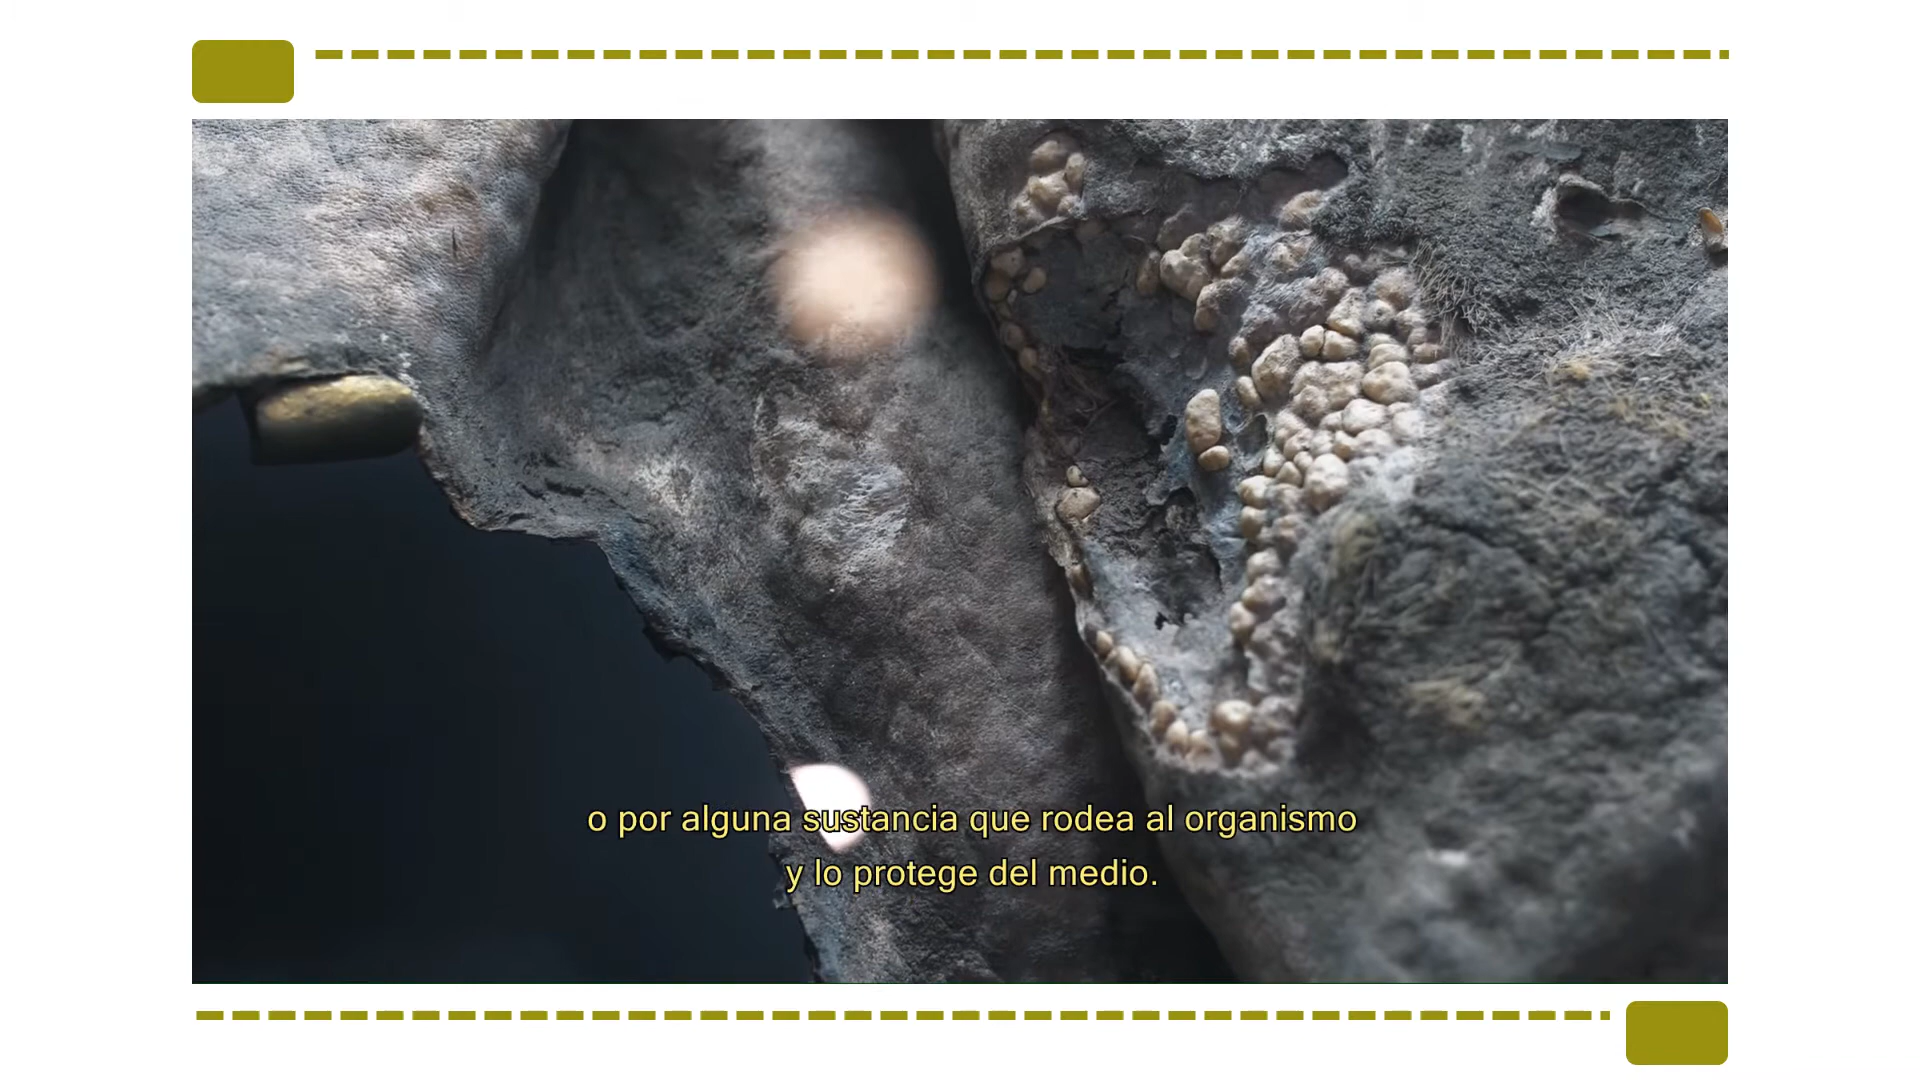 o por alguna sustancia que rodea al organismo
y lo protege del medio.